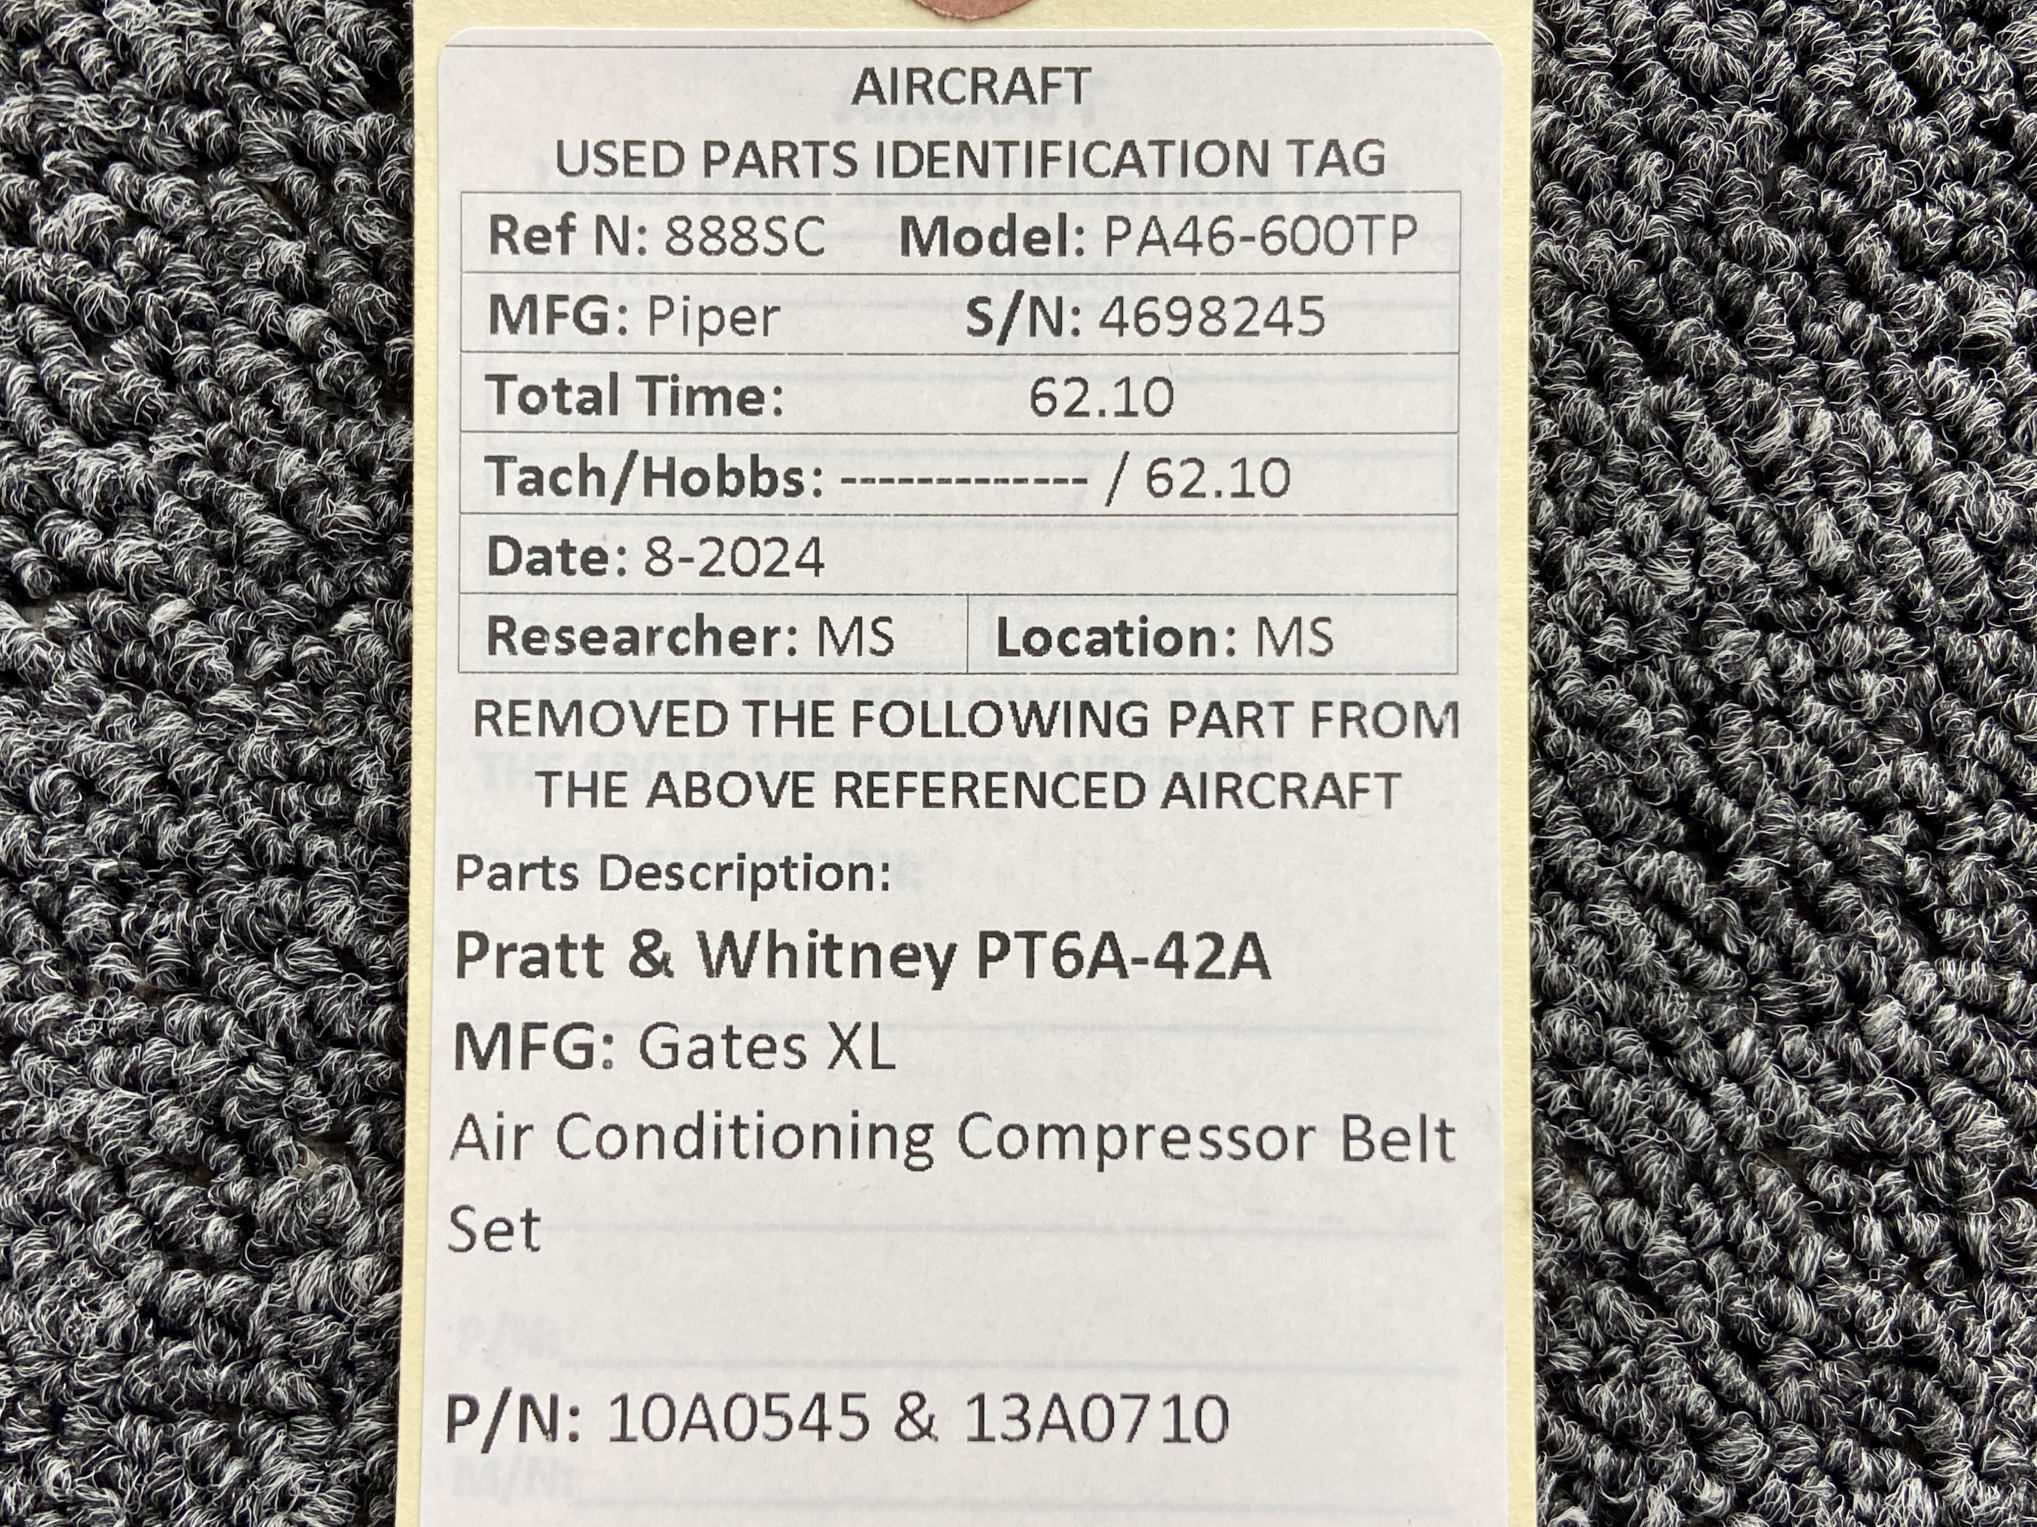 AIRCRAFT
USED PARTS IDENTIFICATION TAG
Ref N: 888SC Model: PA46-600TP
MFG: Piper S/N: 4698245
Total Time: 62.10
Tach/Hobbs: ------------- / 62.10
Date: 8-2024
Researcher: MS Location: MS
REMOVED THE FOLLOWING PART FROM
THE ABOVE REFERENCED AIRCRAFT
Parts Description:
Pratt & Whitney PT6A-42A
MFG: Gates XL
Air Conditioning Compressor Belt
Set
P/N:
P/N: 10A0545 & 13A0710
M/N: